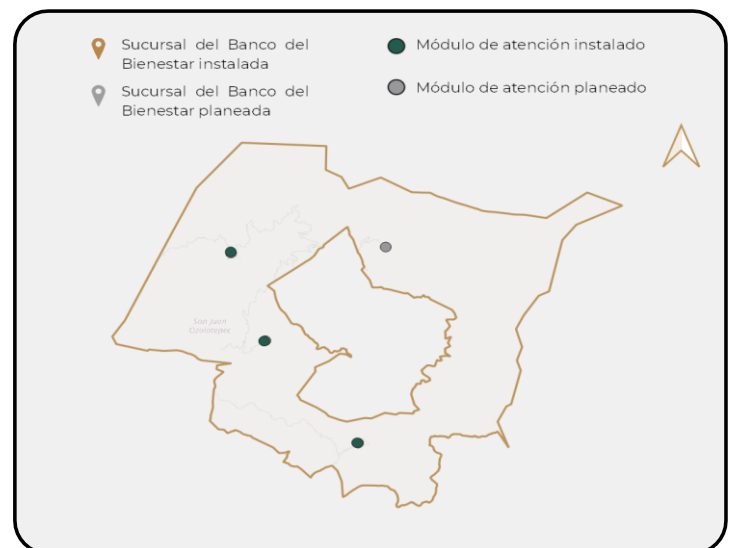 Sucursal del Banco del
Bienestar instalada
Sucursal del Banco del
Bienestar planeada
Módulo de atención instalado
Módulo de atención planeado
San Juan
Ozolotepec